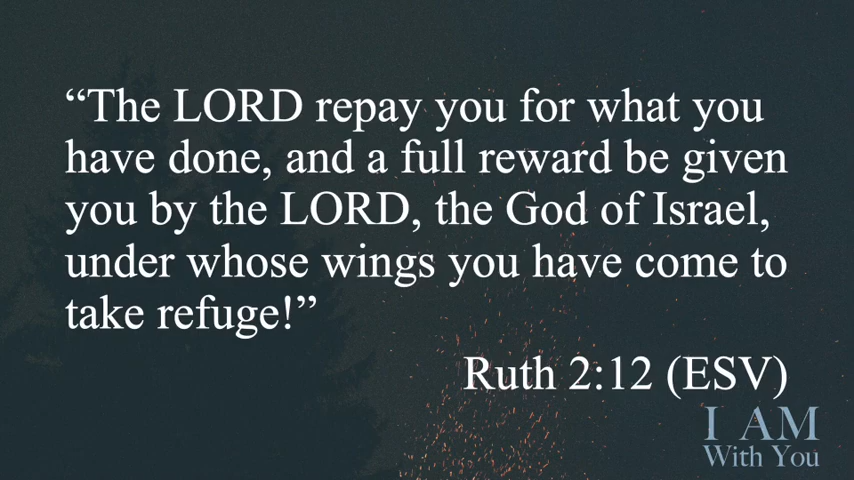 “The LORD repay you for what you
have done, and a full reward be given
you by the LORD, the God of Israel,
under whose wings you have come to
take refuge!”
Ruth 2:12 (ESV)
I AM
With You